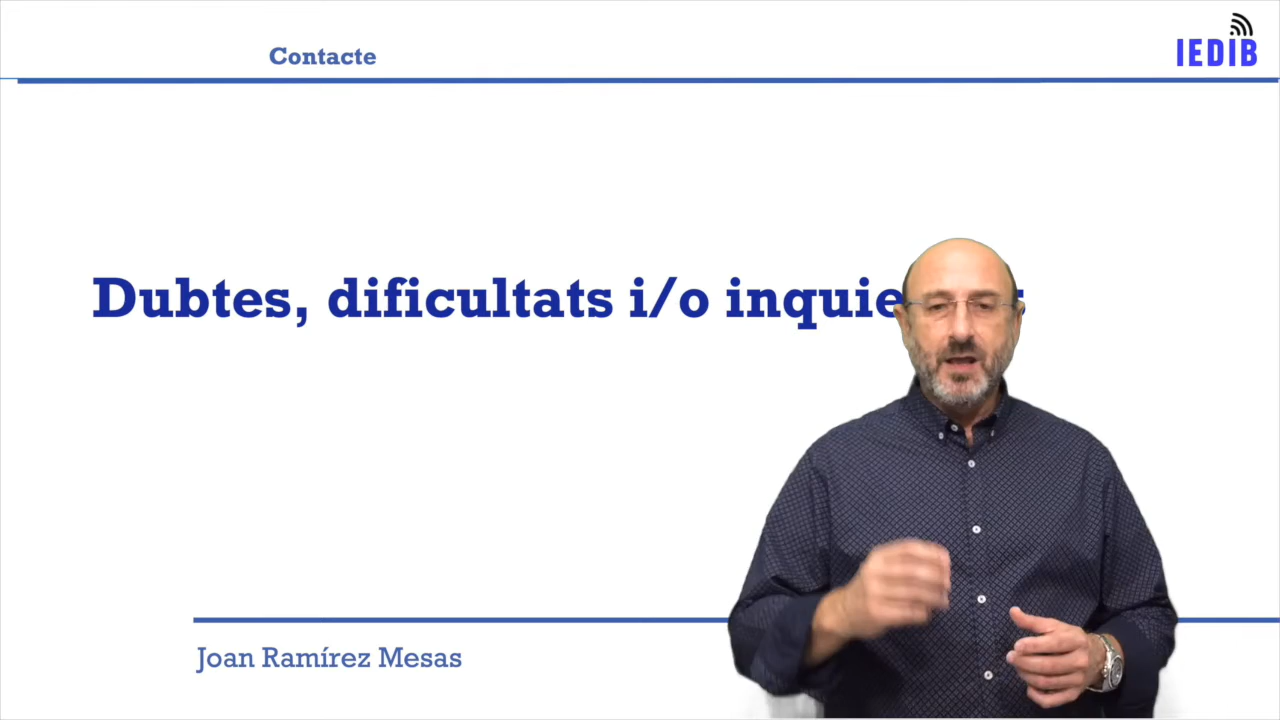 Contacte
IEDIB
Dubtes, dificultats i/o
Joan Ramírez Mesas